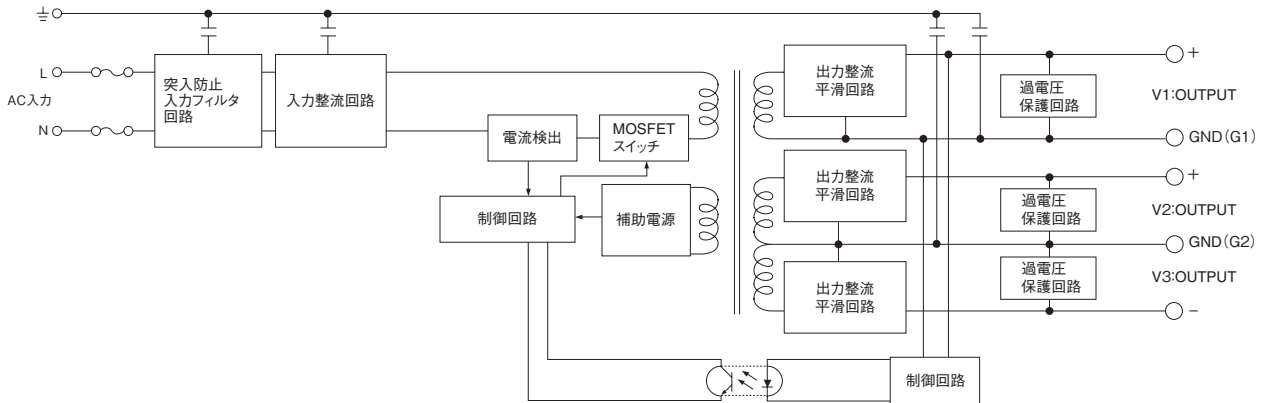 L
AC入力
N
突入防止
入力フィルタ
回路
入力整流回路
電流検出
MOSFET
スイッチ
制御回路
補助電源
出力整流
平滑回路
過電圧
保護回路
+
V1:OUTPUT
GND(G1)
出力整流
平滑回路
過電圧
保護回路
+
V2:OUTPUT
GND(G2)
出力整流
平滑回路
過電圧
保護回路
V3:OUTPUT
-
制御回路